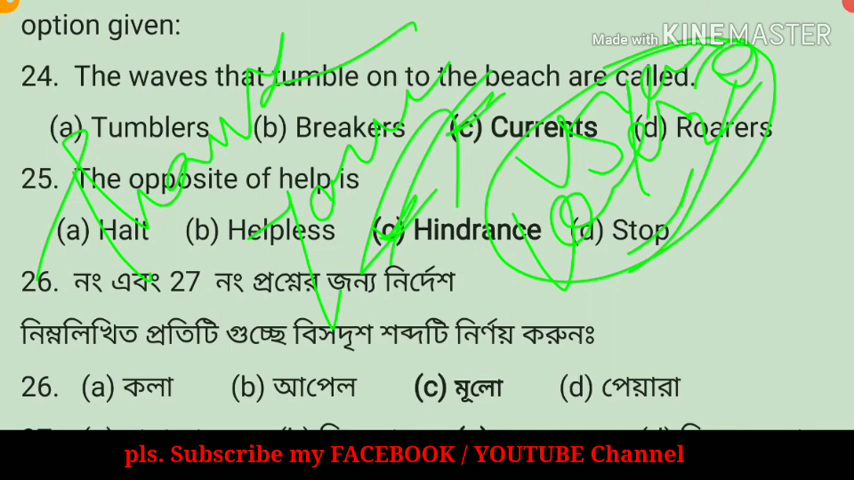 option given:
Made with KINEMASTER
24. The waves that tumble on to the beach are called.
(a) Tumblers (b) Breakers (c) Currents (d) Roarers
25. The opposite of help is
(a) Halt (b) Helpless (c) Hindrance (d) Stop
26. নং এবং 27 নং প্রশ্নের জন্য নির্দেশ
নিম্নলিখিত প্রতিটি গুচ্ছে বিসদৃশ শব্দটি নির্ণয় করুনঃ
26. (a) কলা (b) আপেল (c) মূলো (d) পেয়ারা
pls. Subscribe my FACEBOOK / YOUTUBE Channel